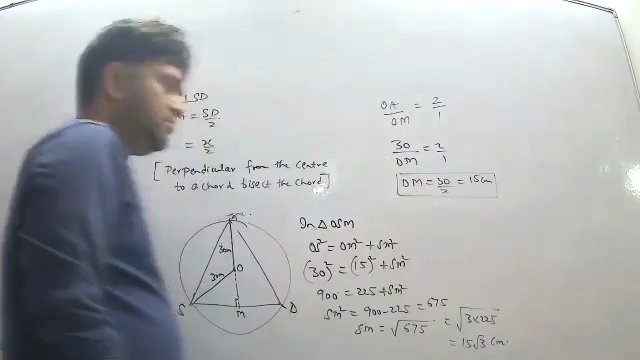 ⊥ SD
M = SD/2
= x/2
[Perpendicular from the centre
to a chord bisect the chord]
OA/OM = 2/1
30/OM = 2/1
OM = 30/2 = 15cm
A
30m
30m
O
S
M
D
In △ OSM
OS² = OM² + SM²
(30)² = (15)² + SM²
900 = 225 + SM²
SM² = 900 - 225 = 675
SM = √675 = √3×225
= 15√3 cm.